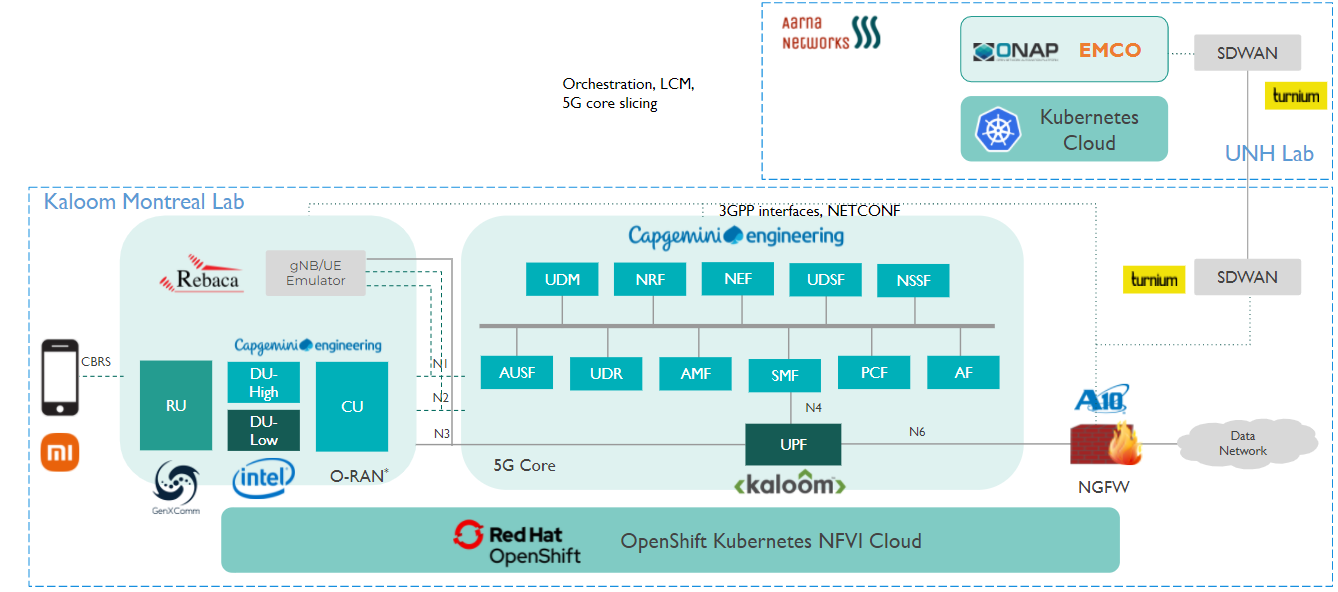 Aarna
Networks
ONAP
EMCO
SDWAN
turnium
Kubernetes
Cloud
UNH Lab
Orchestration, LCM,
5G core slicing
Kaloom Montreal Lab
3GPP interfaces, NETCONF
Capgemini engineering
Rebaca
gNB/UE
Emulator
UDM
NRF
NEF
UDSF
NSSF
turnium
SDWAN
Capgemini engineering
CBRS
RU
DU-
High
DU-
Low
CU
N1
N2
N3
AUSF
UDR
AMF
SMF
PCF
AF
N4
UPF
N6
A10
Data
Network
mi
GenXComm
intel
O-RAN*
5G Core
kaloom
NGFW
Red Hat
OpenShift
OpenShift Kubernetes NFVI Cloud